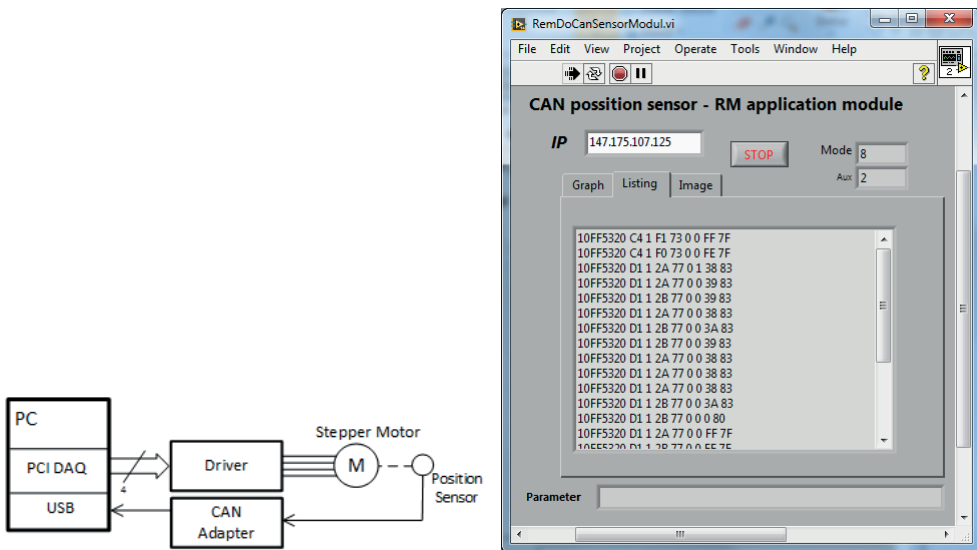 PC
PCI DAQ
USB
4
Driver
CAN
Adapter
Stepper Motor
M
Position
Sensor
RemDoCanSensorModul.vi
File Edit View Project Operate Tools Window Help
2
CAN possition sensor - RM application module
IP 147.175.107.125
STOP
Mode 8
Aux 2
Graph Listing Image
10FF5320 C4 1 F1 73 0 0 FF 7F
10FF5320 C4 1 F0 73 0 0 FE 7F
10FF5320 D1 1 2A 77 0 1 38 83
10FF5320 D1 1 2A 77 0 0 39 83
10FF5320 D1 1 2B 77 0 0 39 83
10FF5320 D1 1 2A 77 0 0 38 83
10FF5320 D1 1 2B 77 0 0 3A 83
10FF5320 D1 1 2B 77 0 0 39 83
10FF5320 D1 1 2A 77 0 0 38 83
10FF5320 D1 1 2A 77 0 0 38 83
10FF5320 D1 1 2A 77 0 0 38 83
10FF5320 D1 1 2B 77 0 0 3A 83
10FF5320 D1 1 2B 77 0 0 0 80
10FF5320 D1 1 2A 77 0 0 FF 7F
Parameter